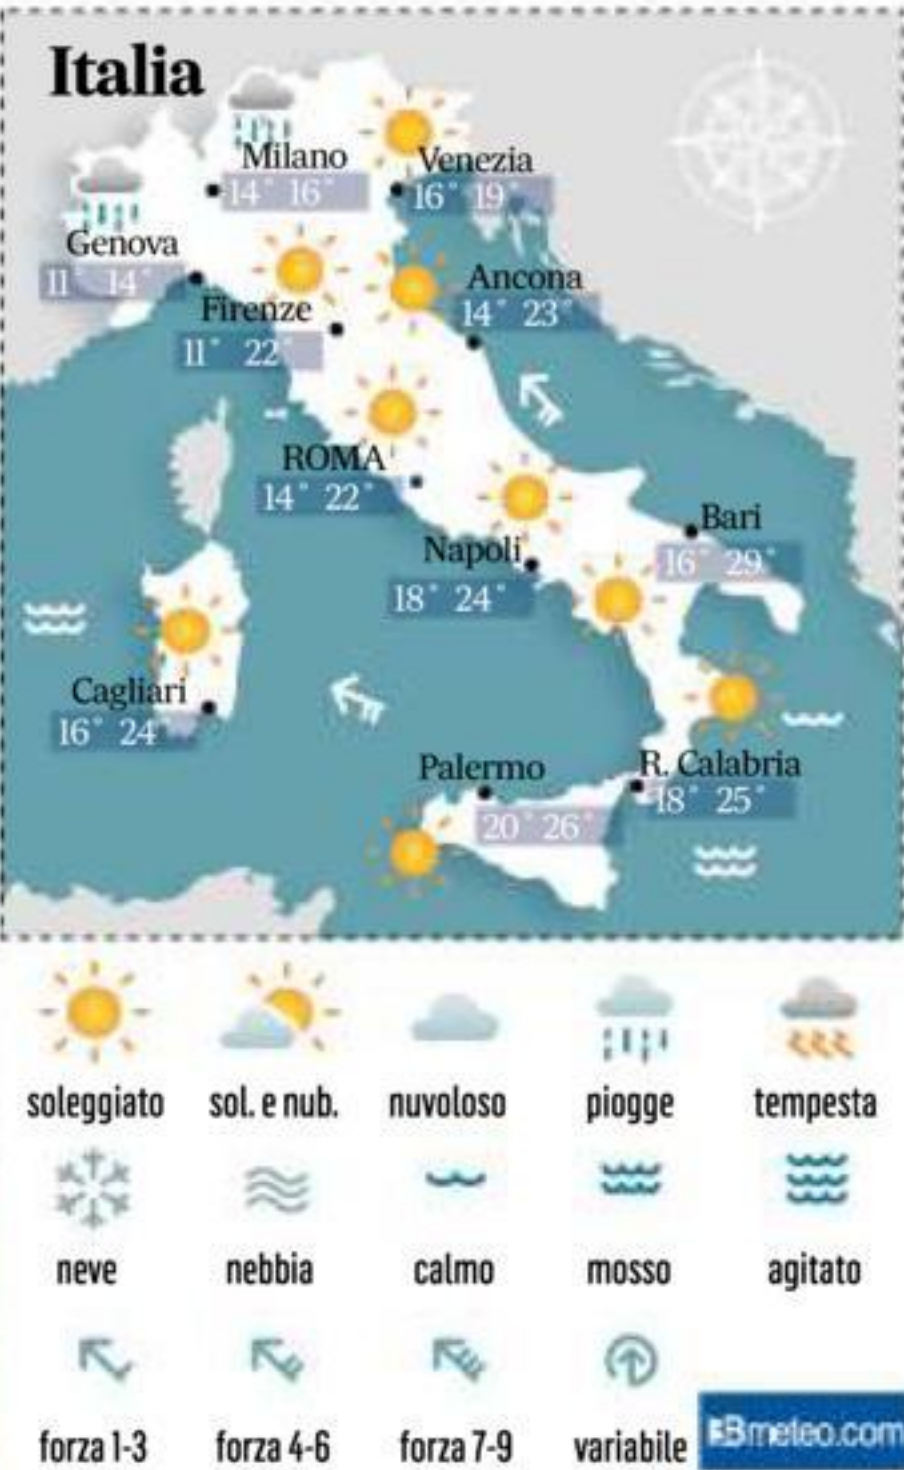 Italia
Milano
14° 16°
Venezia
16° 19°
Genova
11° 14°
Ancona
14° 23°
Firenze
11° 22°
ROMA
14° 22°
Bari
16° 29°
Napoli
18° 24°
Cagliari
16° 24°
Palermo
20° 26°
R. Calabria
18° 25°
soleggiato sol. e nub. nuvoloso piogge tempesta
neve nebbia calmo mosso agitato
forza 1-3 forza 4-6 forza 7-9 variabile
3Bmeteo.com